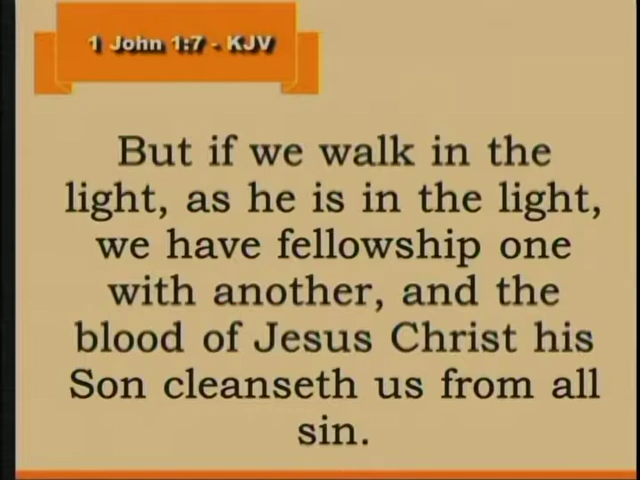 1 John 1:7 - KJV
But if we walk in the
light, as he is in the light,
we have fellowship one
with another, and the
blood of Jesus Christ his
Son cleanseth us from all
sin.